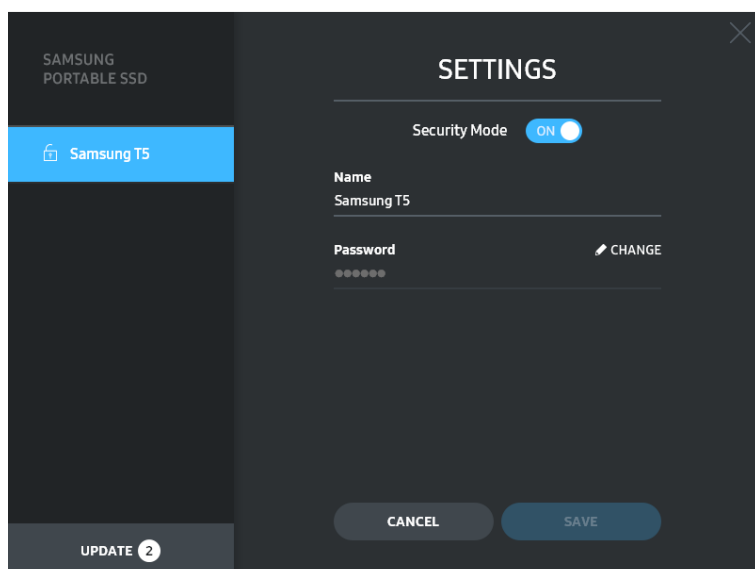 SAMSUNG
PORTABLE SSD
Samsung T5
UPDATE 2
SETTINGS
Security Mode ON
Name
Samsung T5
Password CHANGE
●●●●●●
CANCEL SAVE